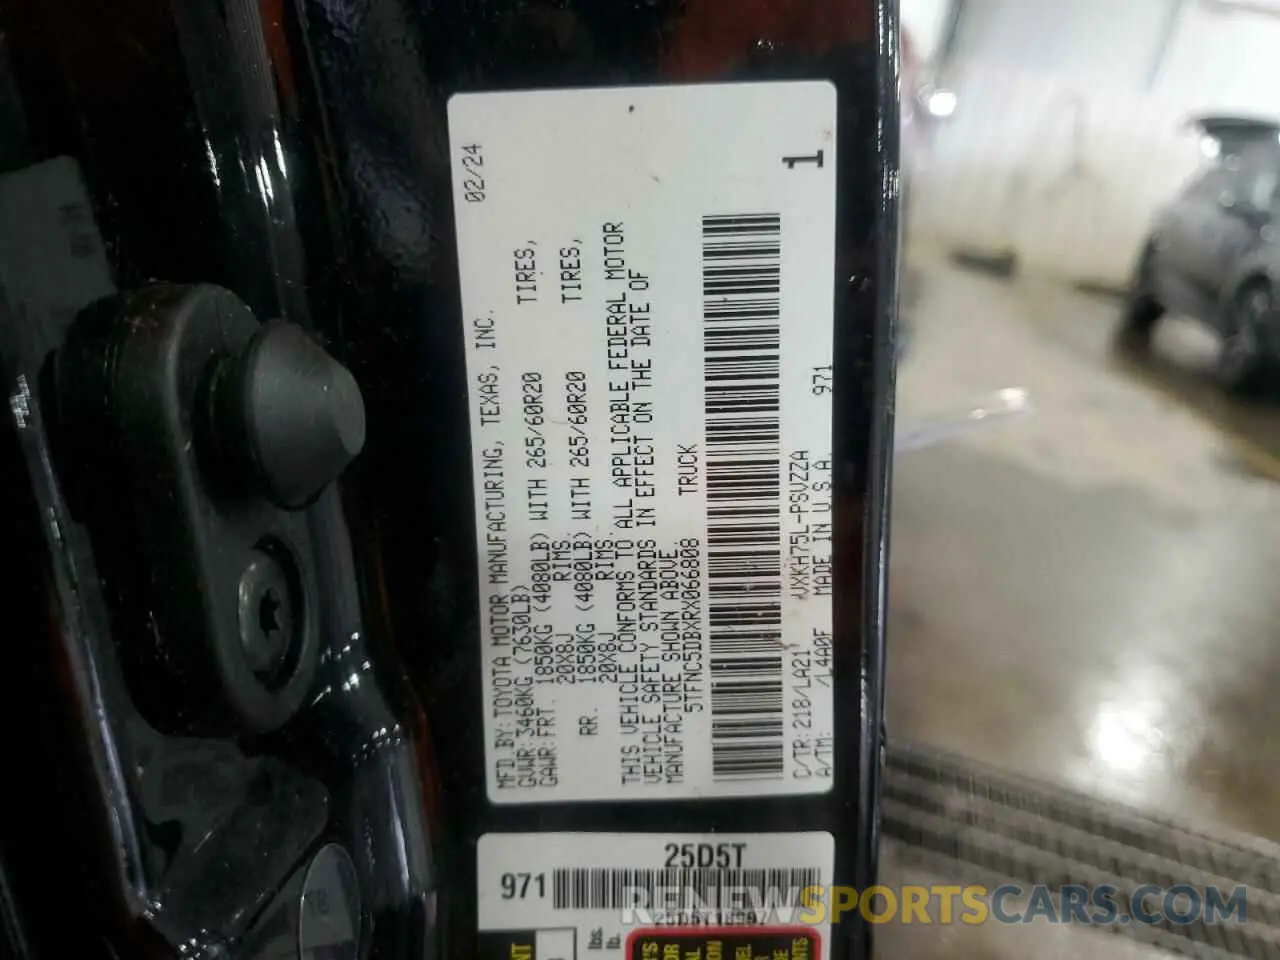 02/24
MFD.BY: TOYOTA MOTOR MANUFACTURING, TEXAS, INC.
GVWR: 3460KG (7630LB)
GAWR: FRT. 1850KG (4080LB) WITH 265/60R20 TIRES,
20X8J RIMS.
RR. 1850KG (4080LB) WITH 265/60R20 TIRES,
20X8J RIMS.
THIS VEHICLE CONFORMS TO ALL APPLICABLE FEDERAL MOTOR
VEHICLE SAFETY STANDARDS IN EFFECT ON THE DATE OF
MANUFACTURE SHOWN ABOVE.
5TFNC5DBXRX066808 TRUCK
1
C/TR: 218/LA21 VXKH75L-PSVZZA
A/TM: /L4A0F MADE IN U.S.A. 971
25D5T
971
RENEWSPORTSCARS.COM
lbs.
lb.